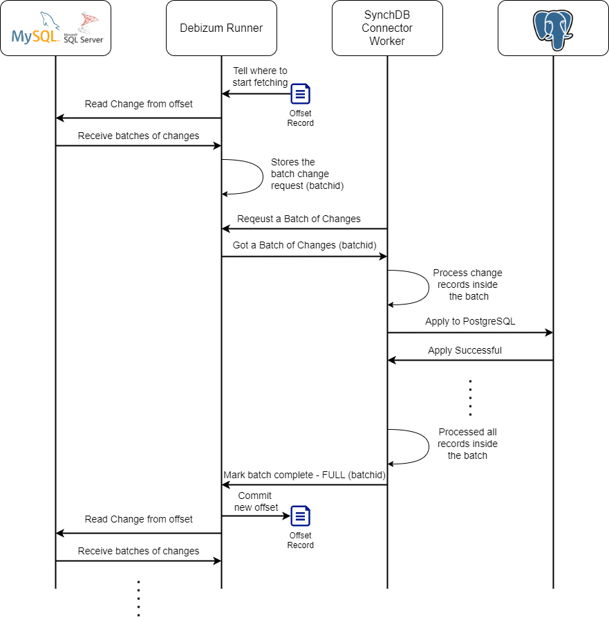 MySQL
Microsoft
SQL Server
Debizum Runner
SynchDB
Connector
Worker
Tell where to
start fetching
Offset
Record
Read Change from offset
Receive batches of changes
Stores the
batch change
request (batchid)
Reqeust a Batch of Changes
Got a Batch of Changes (batchid)
Process change
records inside
the batch
Apply to PostgreSQL
Apply Successful
Processed all
records inside
the batch
Mark batch complete - FULL (batchid)
Commit
new offset
Offset
Record
Read Change from offset
Receive batches of changes